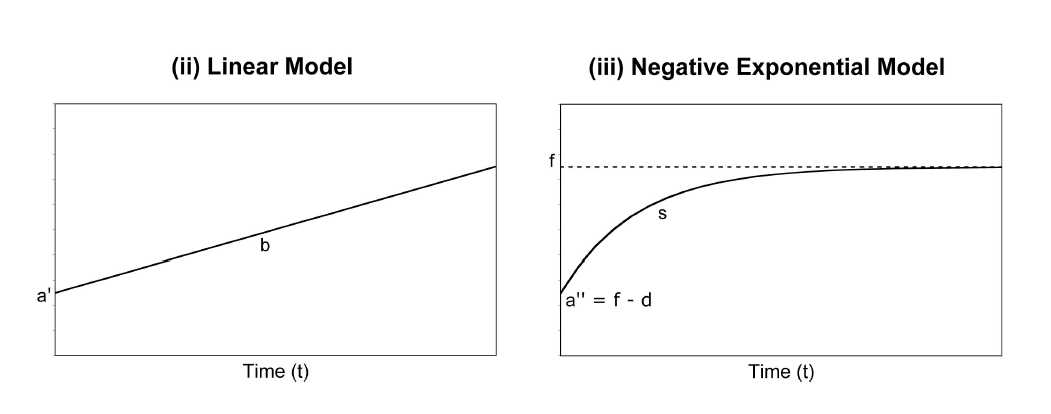 (ii) Linear Model
a'
b
Time (t)
(iii) Negative Exponential Model
f
s
a'' = f - d
Time (t)